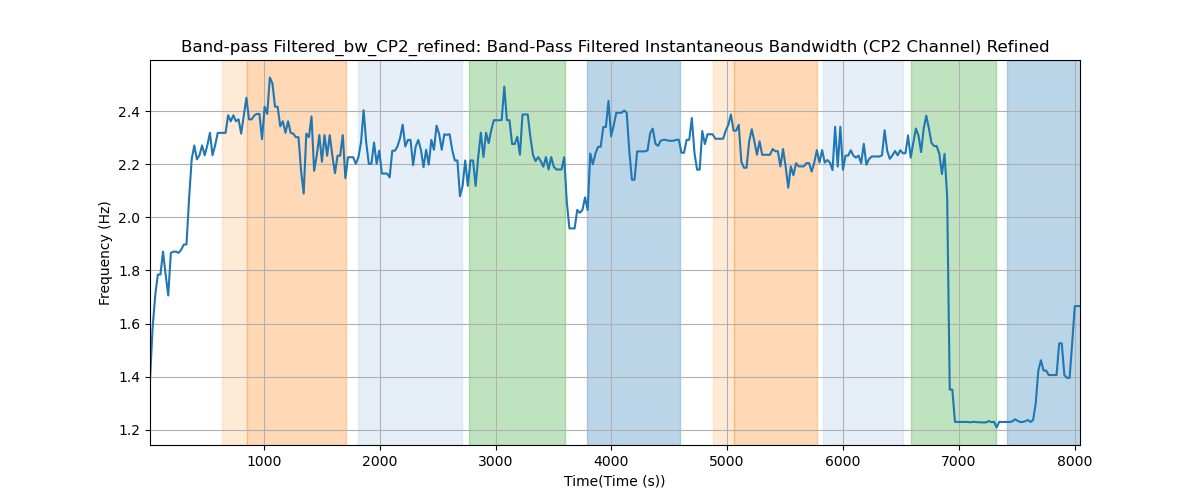 Band-pass Filtered_bw_CP2_refined: Band-Pass Filtered Instantaneous Bandwidth (CP2 Channel) Refined
Frequency (Hz)
2.4
2.2
2.0
1.8
1.6
1.4
1.2
1000 2000 3000 4000 5000 6000 7000 8000
Time(Time (s))